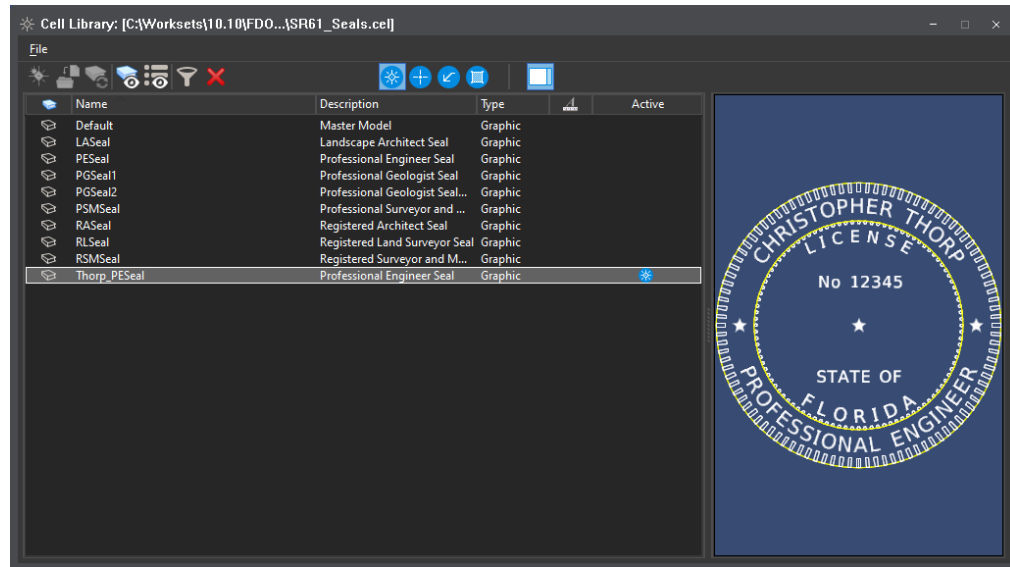 Cell Library: [C:\Worksets\10.10\FDO...\SR61_Seals.cel]
File
Name Description Type Active
Default Master Model Graphic
LASeal Landscape Architect Seal Graphic
PESeal Professional Engineer Seal Graphic
PGSeal1 Professional Geologist Seal Graphic
PGSeal2 Professional Geologist Seal... Graphic
PSMSeal Professional Surveyor and ... Graphic
RASeal Registered Architect Seal Graphic
RLSeal Registered Land Surveyor Seal Graphic
RSMSeal Registered Surveyor and M... Graphic
Thorp_PESeal Professional Engineer Seal Graphic
CHRISTOPHER THORP
LICENSE
No 12345
STATE OF
FLORIDA
PROFESSIONAL ENGINEER